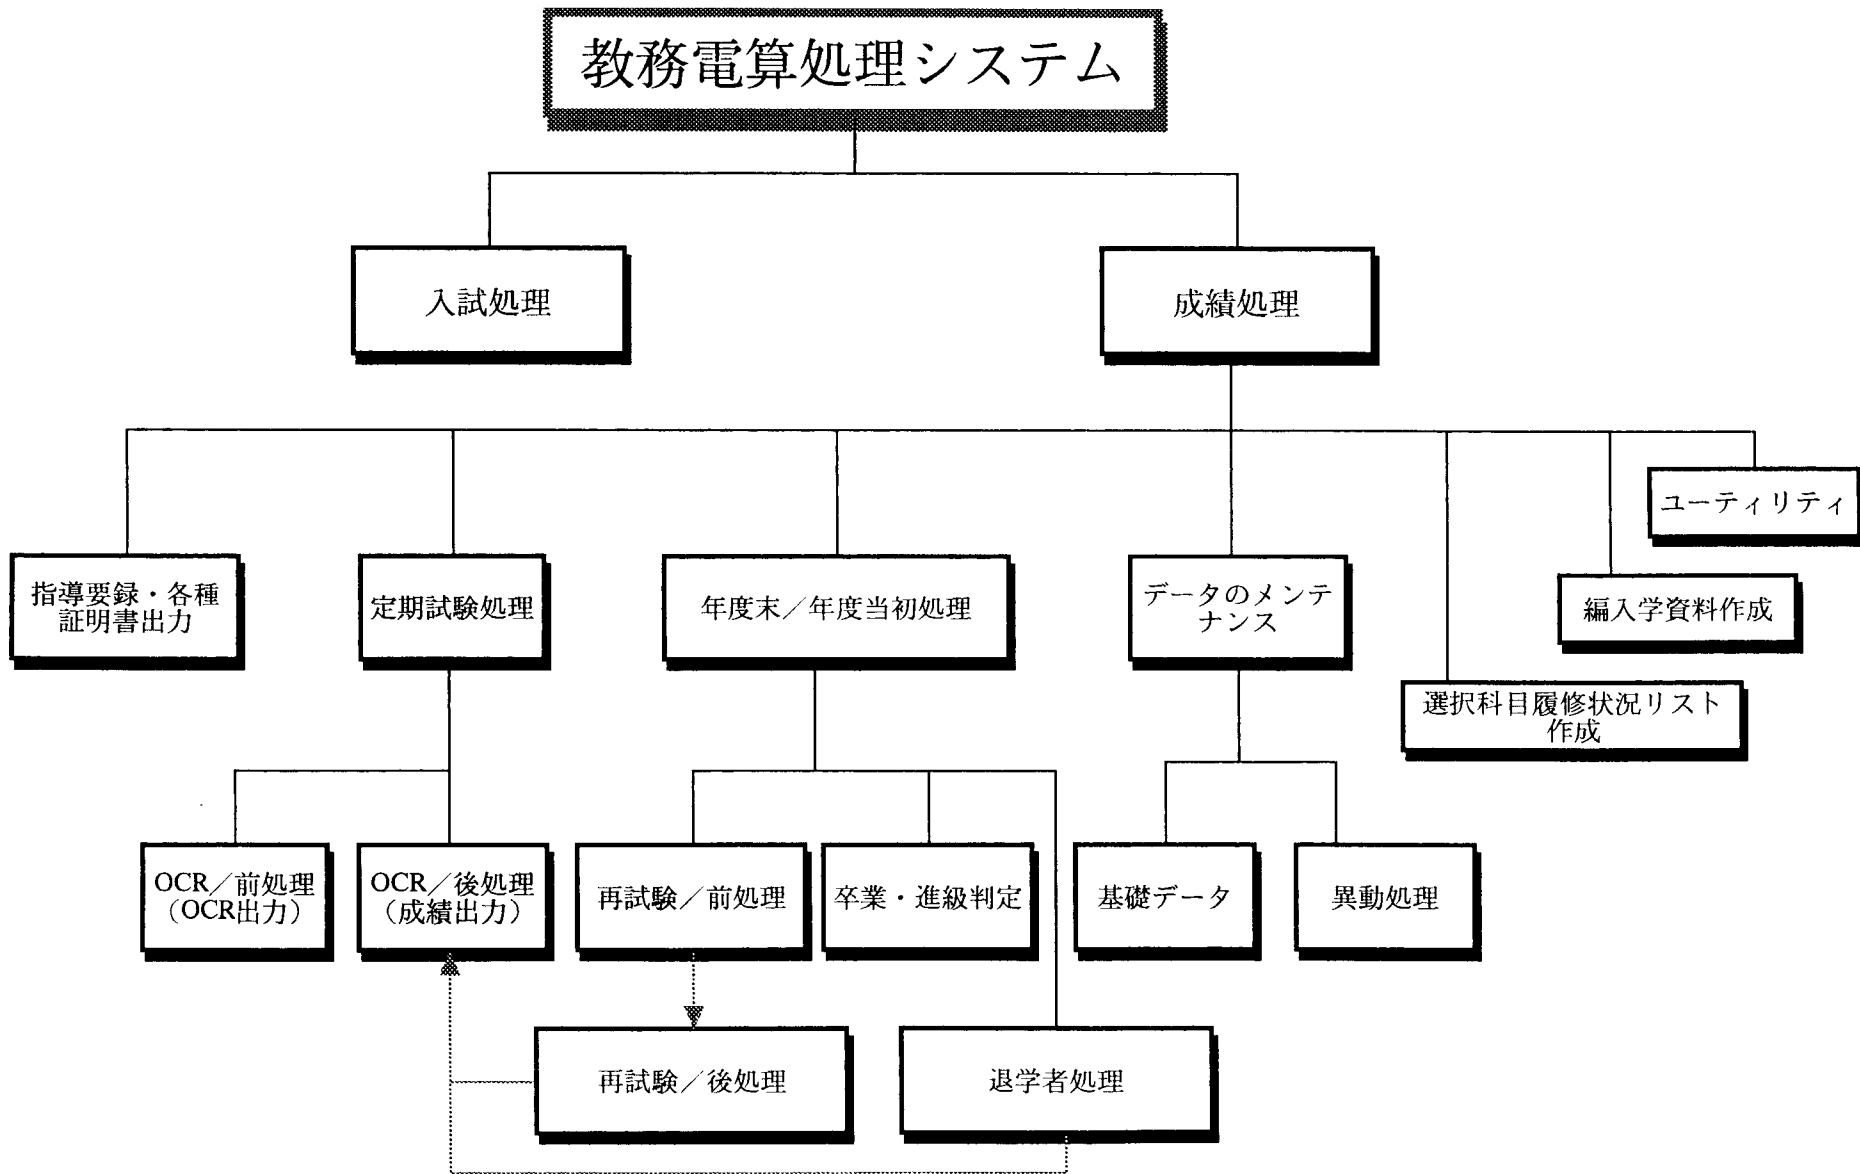 教務電算処理システム
入試処理
成績処理
ユーティリティ
指導要録・各種
証明書出力
定期試験処理
年度末／年度当初処理
データのメンテ
ナンス
編入学資料作成
選択科目履修状況リスト
作成
OCR／前処理
（OCR出力）
OCR／後処理
（成績出力）
再試験／前処理
卒業・進級判定
基礎データ
異動処理
再試験／後処理
退学者処理